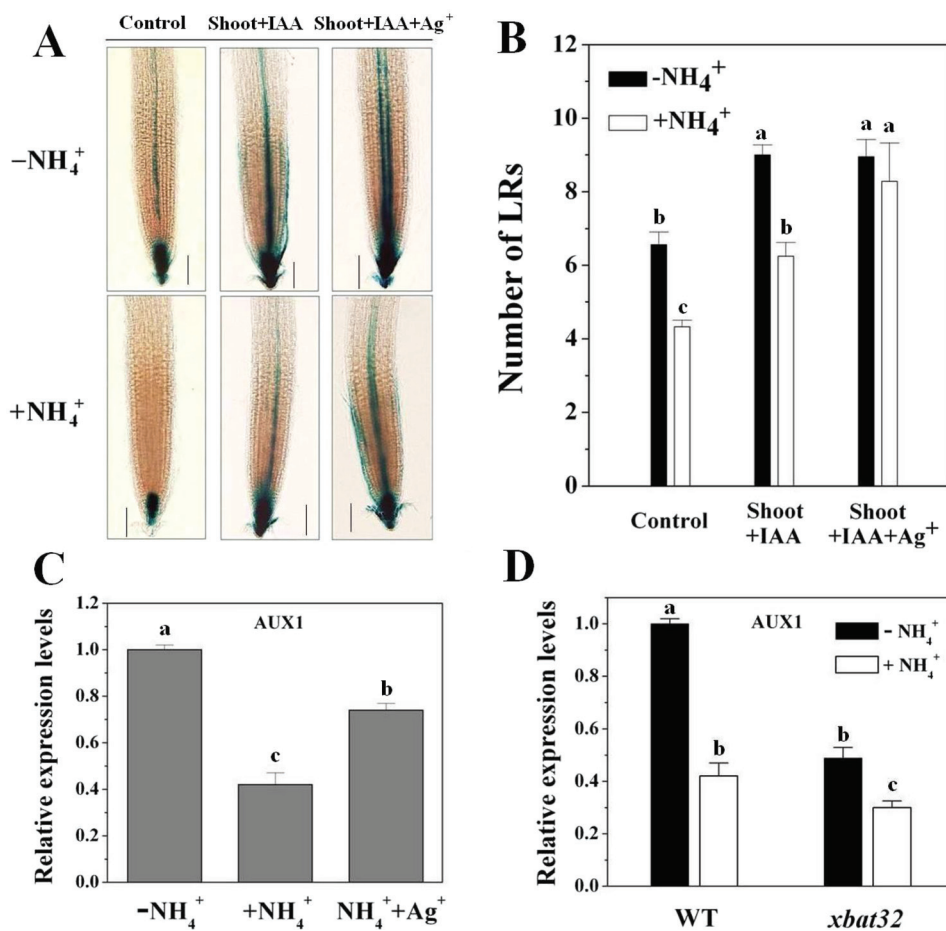 A
Control Shoot+IAA Shoot+IAA+Ag⁺
−NH₄⁺
+NH₄⁺
B
Number of LRs
12
10
8
6
4
2
0
-NH₄⁺
+NH₄⁺
b
c
a
b
a
a
Control
Shoot
+IAA
Shoot
+IAA+Ag⁺
C
Relative expression levels
1.2
1.0
0.8
0.6
0.4
0.2
0.0
AUX1
a
c
b
-NH₄⁺
+NH₄⁺
NH₄⁺+Ag⁺
D
Relative expression levels
1.0
0.8
0.6
0.4
0.2
0.0
AUX1
- NH₄⁺
+ NH₄⁺
a
b
b
c
WT
xbat32